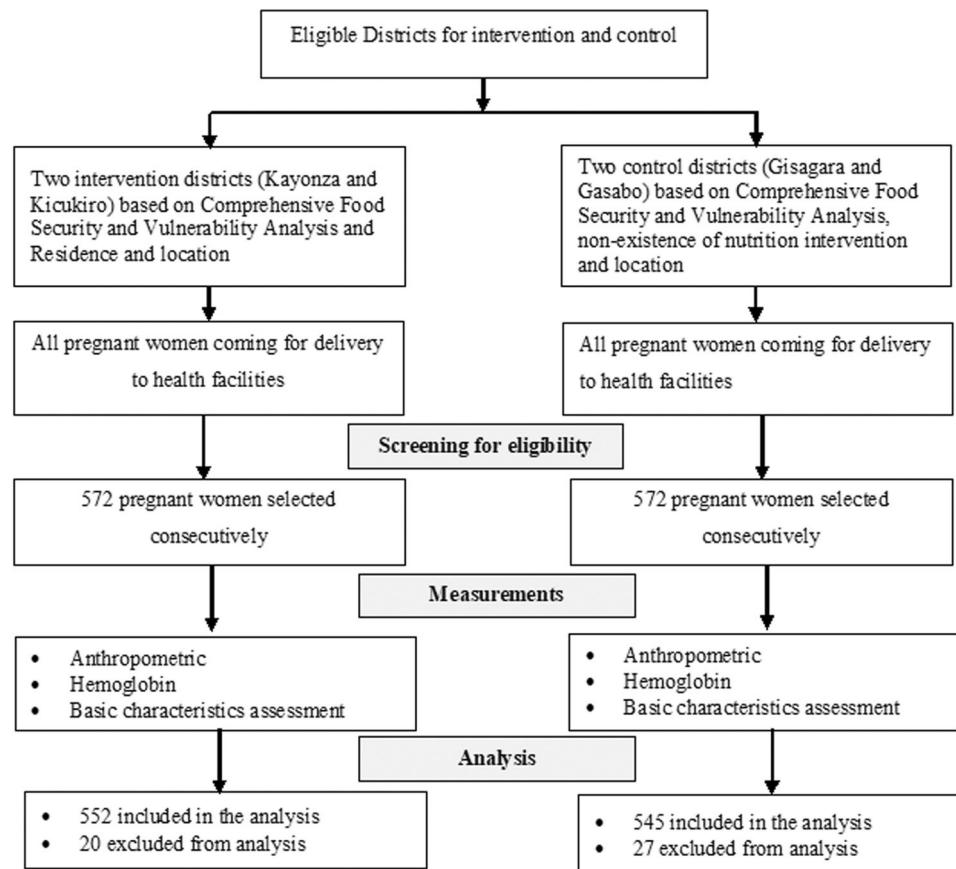 Eligible Districts for intervention and control
Two intervention districts (Kayonza and
Kicukiro) based on Comprehensive Food
Security and Vulnerability Analysis and
Residence and location
Two control districts (Gisagara and
Gasabo) based on Comprehensive Food
Security and Vulnerability Analysis,
non-existence of nutrition intervention
and location
All pregnant women coming for delivery
to health facilities
All pregnant women coming for delivery
to health facilities
Screening for eligibility
572 pregnant women selected
consecutively
572 pregnant women selected
consecutively
Measurements
• Anthropometric
• Hemoglobin
• Basic characteristics assessment
• Anthropometric
• Hemoglobin
• Basic characteristics assessment
Analysis
• 552 included in the analysis
• 20 excluded from analysis
• 545 included in the analysis
• 27 excluded from analysis